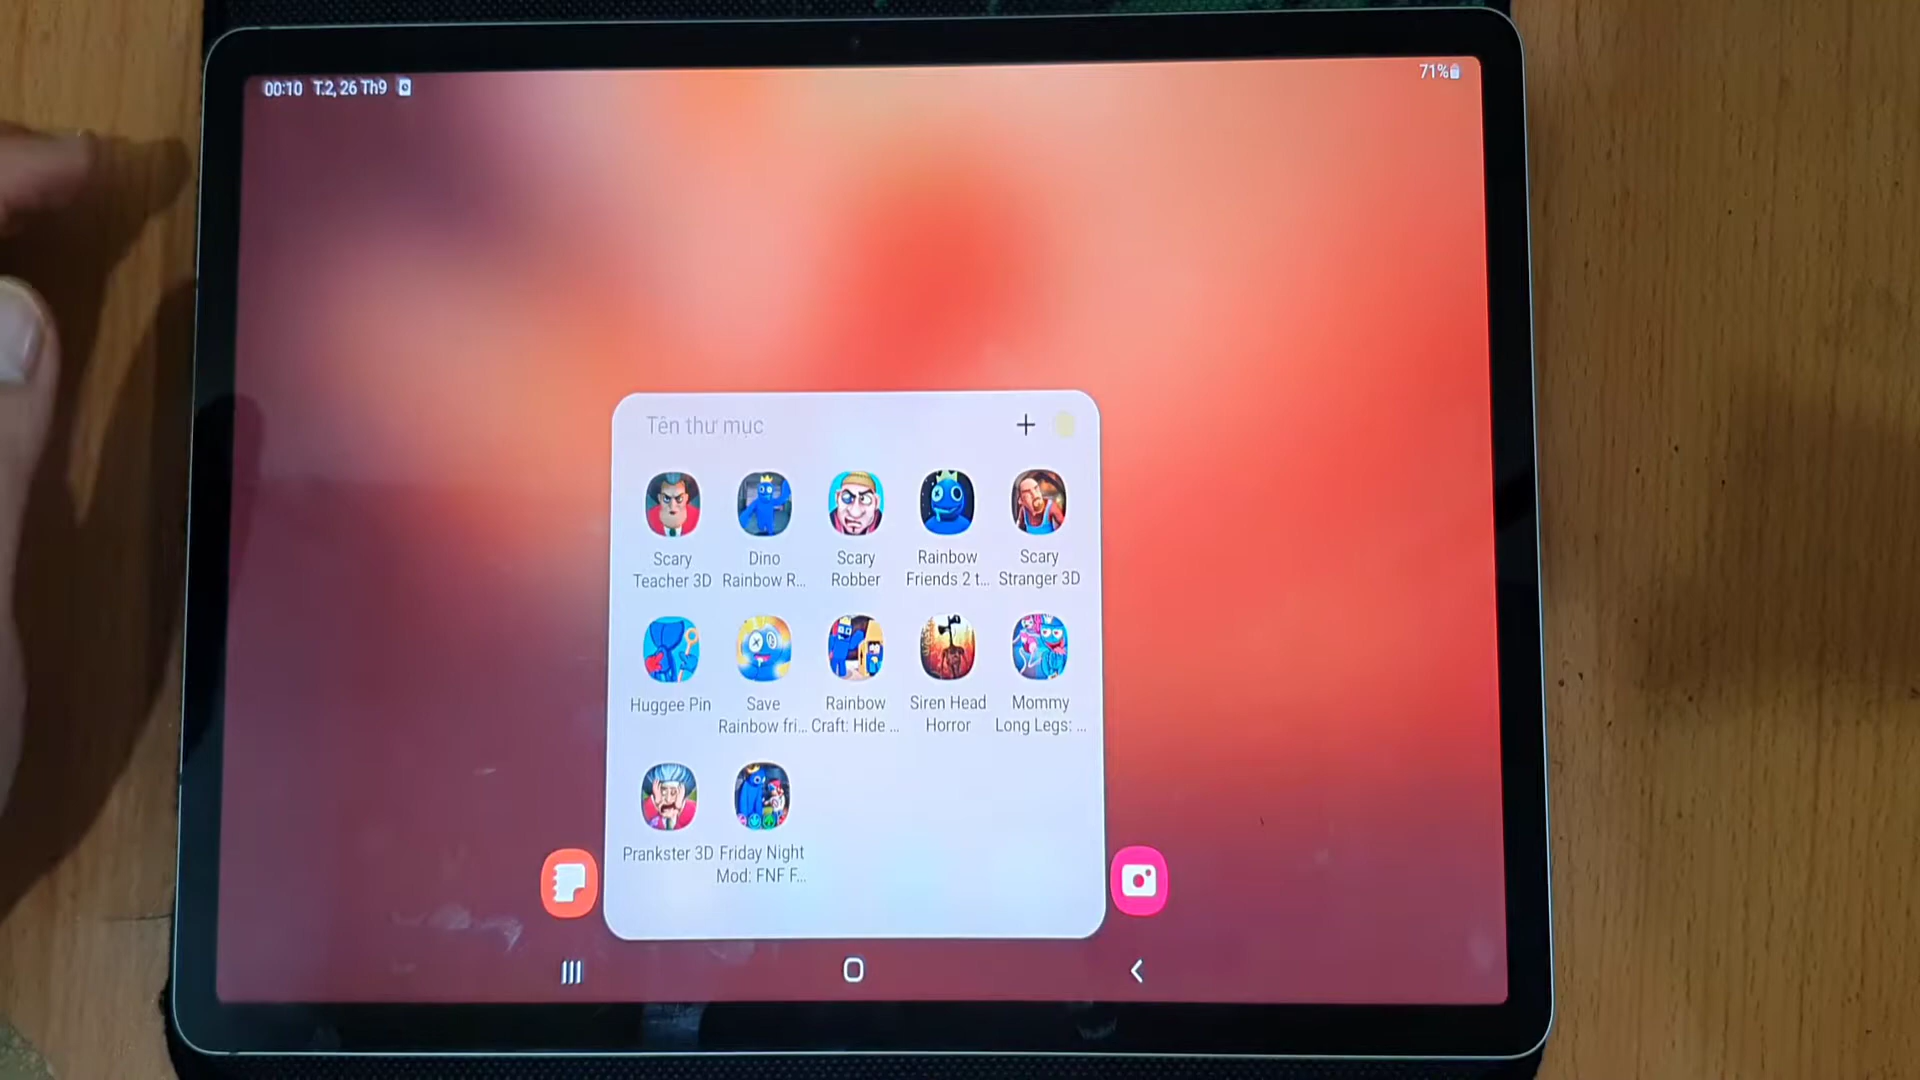 00:10 T.2, 26 Th9
71%
Tên thư mục
Scary
Teacher 3D
Dino
Rainbow R...
Scary
Robber
Rainbow
Friends 2 t...
Scary
Stranger 3D
Huggee Pin
Save
Rainbow fri...
Rainbow
Craft: Hide ...
Siren Head
Horror
Mommy
Long Legs: ...
Prankster 3D
Friday Night
Mod: FNF F...